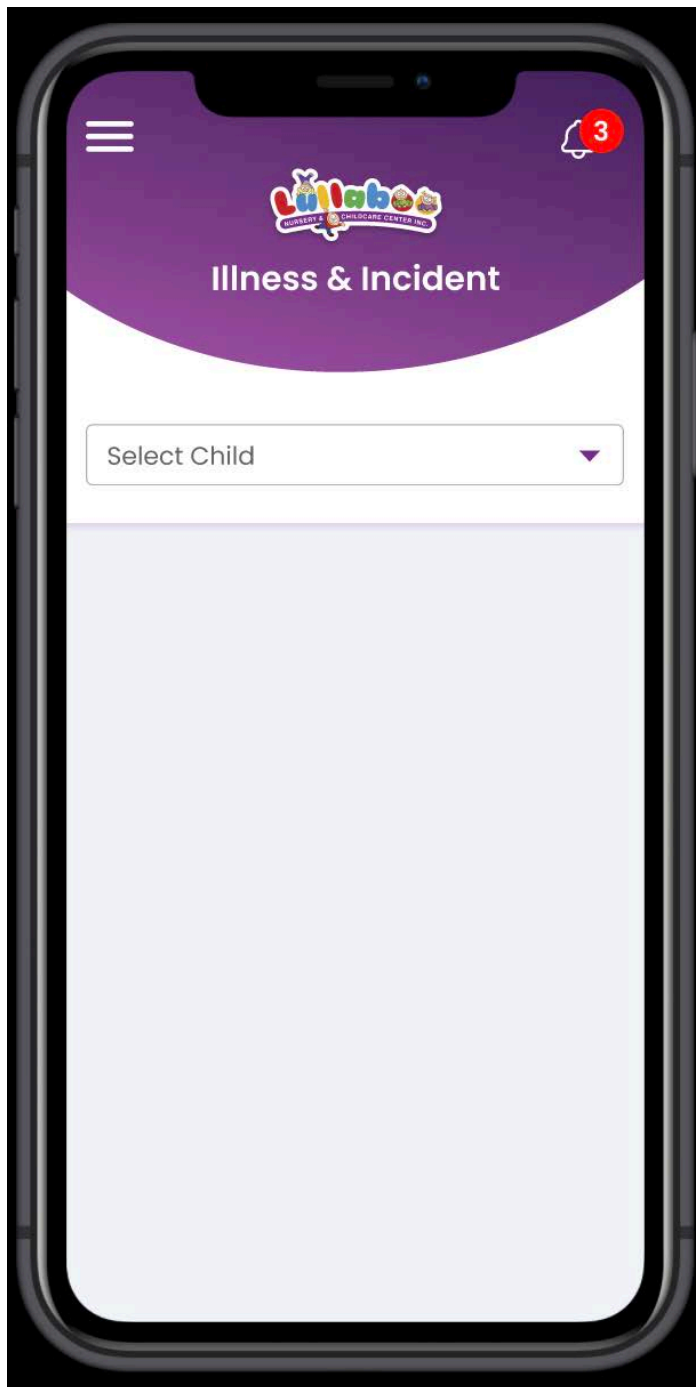 3
Lullaboo
NURSERY & CHILDCARE CENTER INC.
Illness & Incident
Select Child